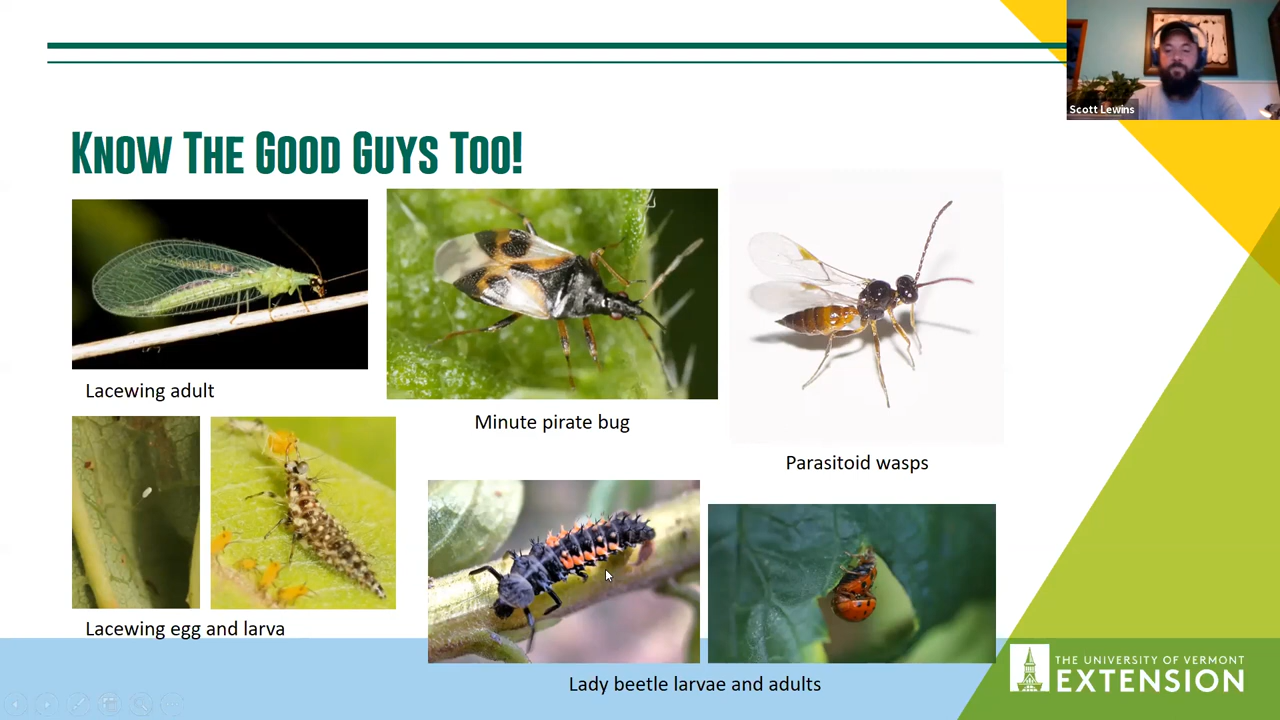 Scott Lewins
KNOW THE GOOD GUYS TOO!
Lacewing adult
Minute pirate bug
Parasitoid wasps
Lacewing egg and larva
Lady beetle larvae and adults
THE UNIVERSITY OF VERMONT
EXTENSION